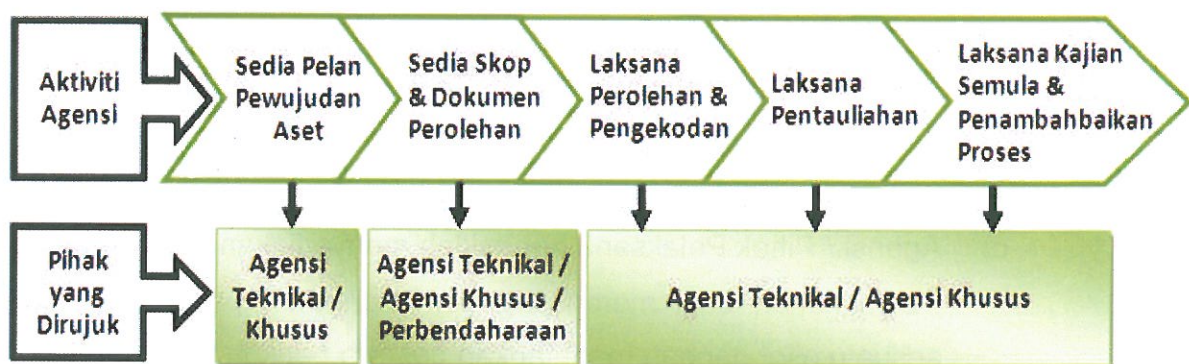 Aktiviti
Agensi
Sedia Pelan
Pewujudan
Aset
Sedia Skop
& Dokumen
Perolehan
Laksana
Perolehan &
Pengekodan
Laksana
Pentauliahan
Laksana Kajian
Semula &
Penambahbaikan
Proses
Pihak
yang
Dirujuk
Agensi
Teknikal /
Khusus
Agensi Teknikal /
Agensi Khusus /
Perbendaharaan
Agensi Teknikal / Agensi Khusus